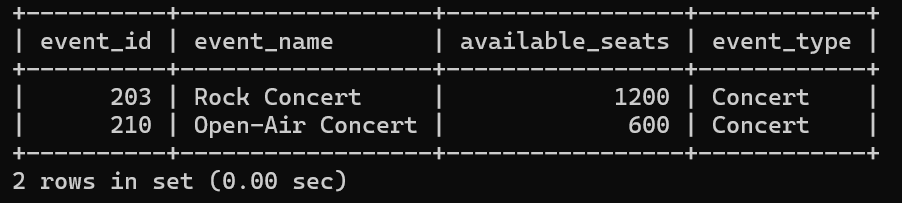 +----------+------------------+-----------------+------------+
| event_id | event_name       | available_seats | event_type |
+----------+------------------+-----------------+------------+
|      203 | Rock Concert     |            1200 | Concert    |
|      210 | Open-Air Concert |             600 | Concert    |
+----------+------------------+-----------------+------------+
2 rows in set (0.00 sec)